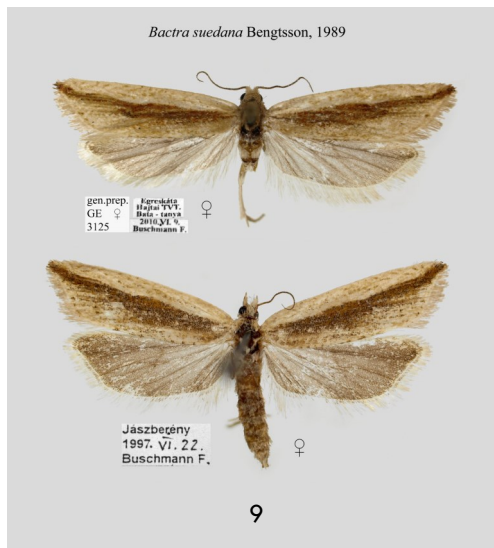 Bactra suedana Bengtsson, 1989
gen.prep.
GE ♀
3125
Egreskáta
Hajtai TVT.
Bata - tanya
2010.VI. 9.
Buschmann F.
♀
Jászberény
1997. VI. 22.
Buschmann F.
♀
9